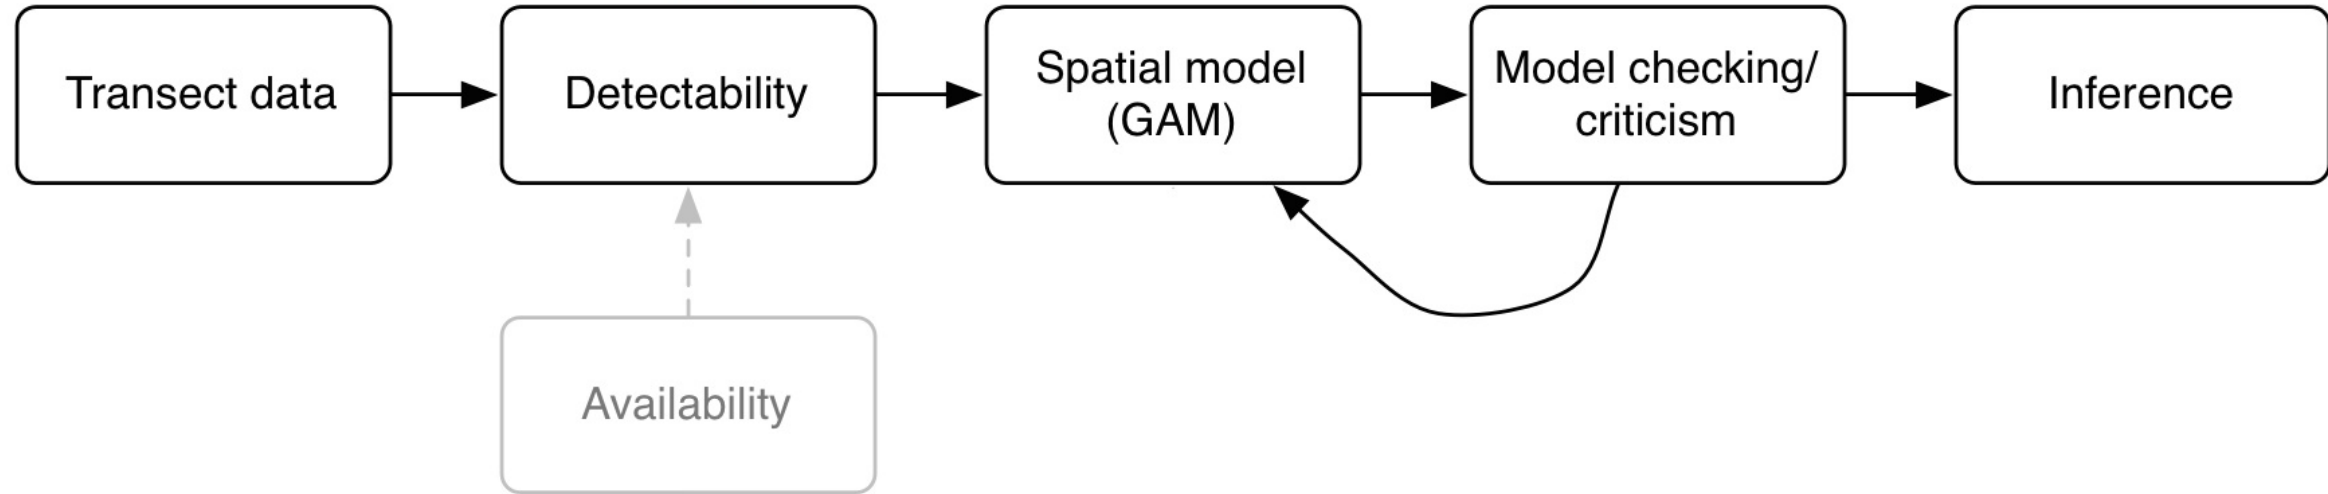 Transect data
Detectability
Spatial model
(GAM)
Model checking/
criticism
Inference
Availability